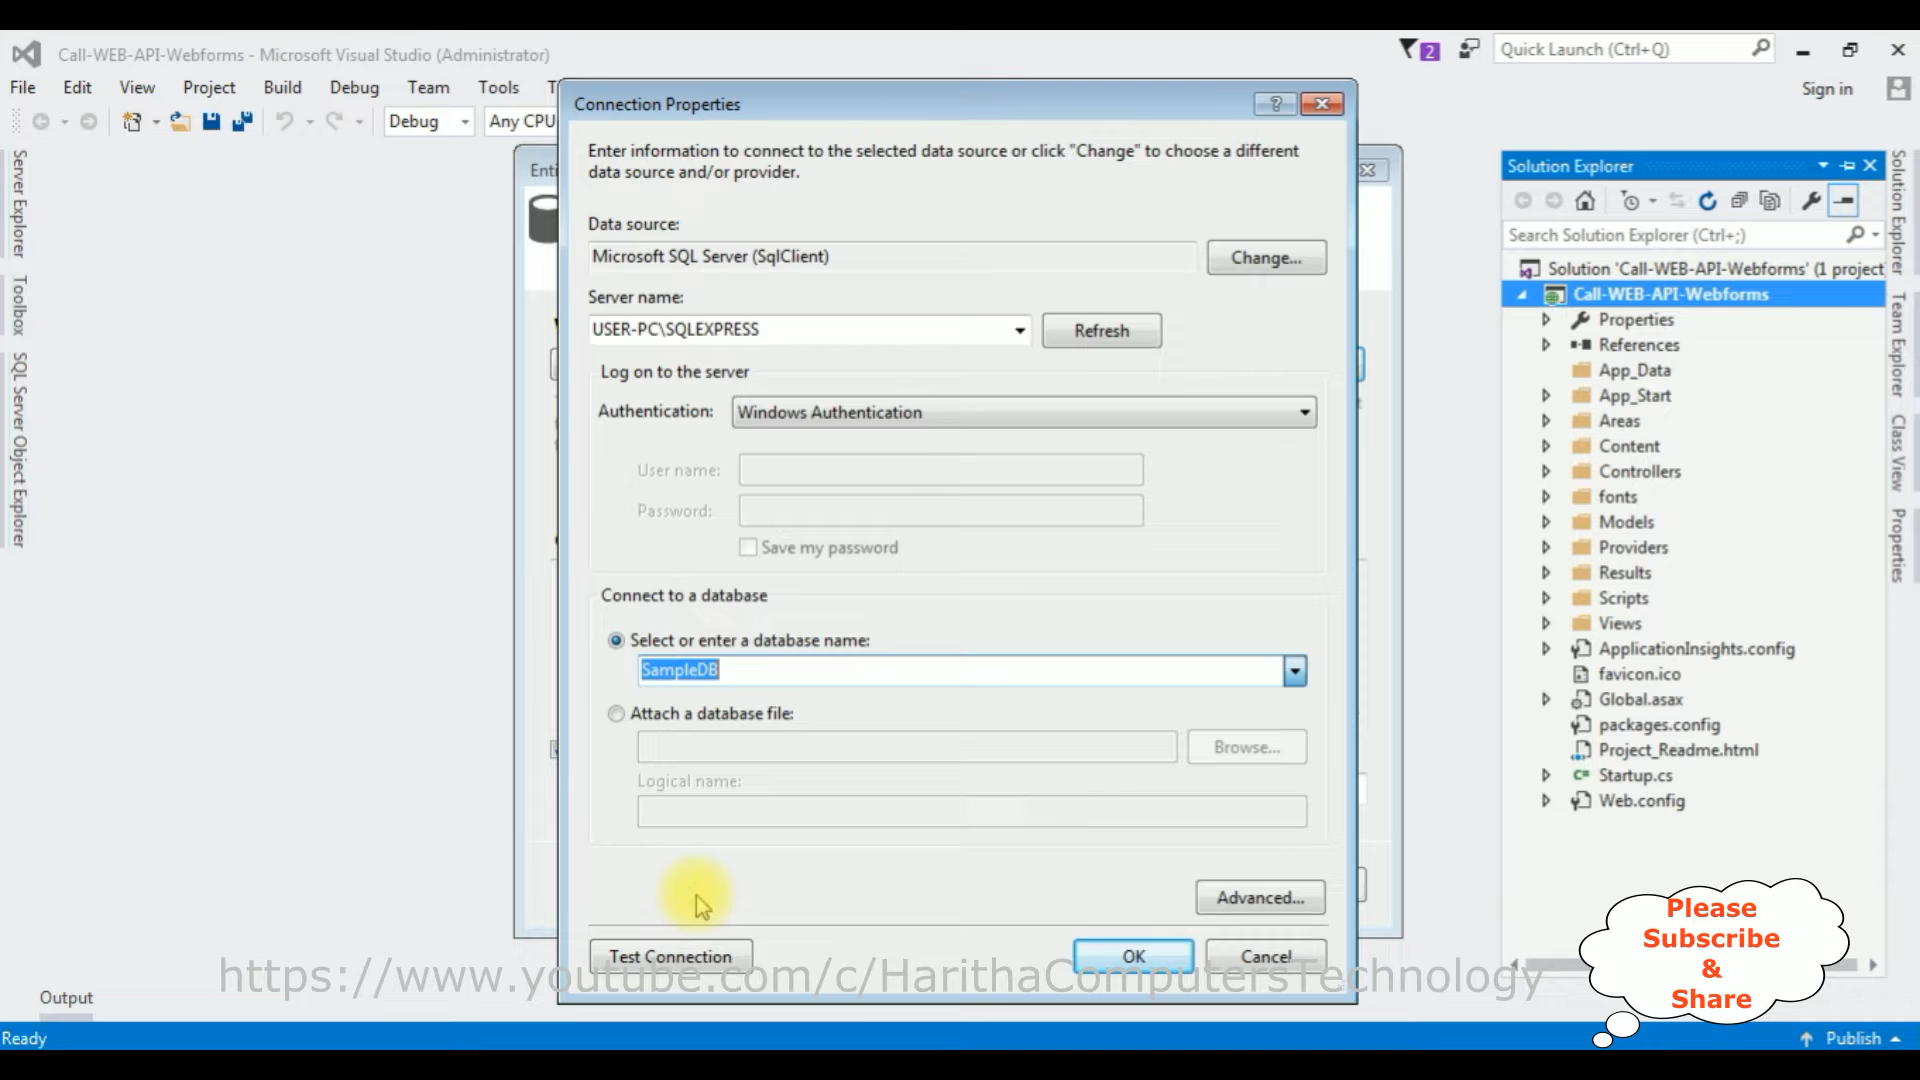 Call-WEB-API-Webforms - Microsoft Visual Studio (Administrator)
2
Quick Launch (Ctrl+Q)
File Edit View Project Build Debug Team Tools
Sign in
Debug
Any CPU
Server Explorer
Toolbox
SQL Server Object Explorer
Connection Properties
?
Enter information to connect to the selected data source or click "Change" to choose a different
data source and/or provider.
Data source:
Microsoft SQL Server (SqlClient)
Change...
Server name:
USER-PC\SQLEXPRESS
Refresh
Log on to the server
Authentication:
Windows Authentication
User name:
Password:
Save my password
Connect to a database
Select or enter a database name:
SampleDB
Attach a database file:
Browse...
Logical name:
Advanced...
Test Connection
OK
Cancel
Solution Explorer
Search Solution Explorer (Ctrl+;)
Solution 'Call-WEB-API-Webforms' (1 project
Call-WEB-API-Webforms
Properties
References
App_Data
App_Start
Areas
Content
Controllers
fonts
Models
Providers
Results
Scripts
Views
ApplicationInsights.config
favicon.ico
Global.asax
packages.config
Project_Readme.html
Startup.cs
Web.config
Solution Explorer
Team Explorer
Class View
Properties
Please
Subscribe
&
Share
https://www.youtube.com/c/HarithaComputersTechnology
Output
Ready
Publish